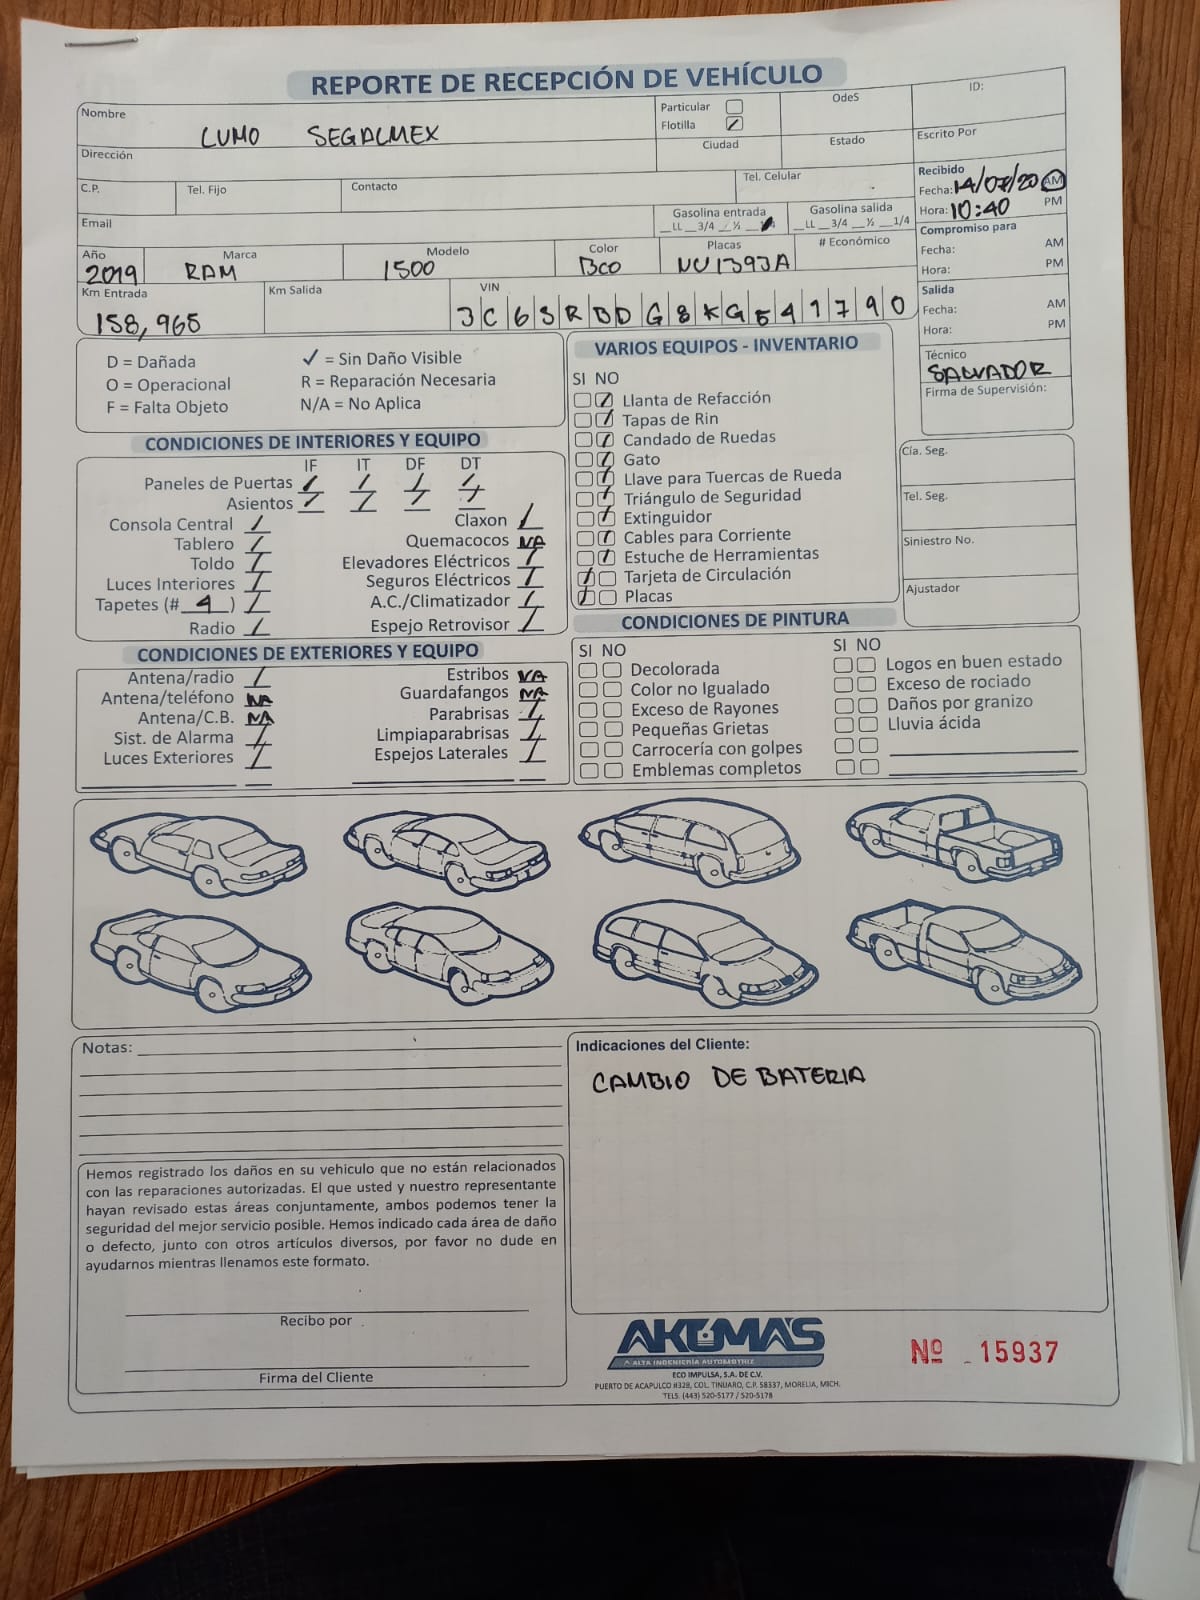 REPORTE DE RECEPCIÓN DE VEHÍCULO
Nombre LUMO SEGALMEX
Particular
Flotilla ✓
OdeS
ID:
Dirección
Ciudad
Estado
Escrito Por
C.P.
Tel. Fijo
Contacto
Tel. Celular
Recibido
Fecha: 14/07/20 AM
Hora: 10:40 PM
Email
Gasolina entrada
__LL __3/4 __½
Gasolina salida
__LL __3/4 __½ __1/4
Compromiso para
Fecha: AM
Hora: PM
Año 2019
Marca RAM
Modelo 1500
Color Bco
Placas NU1393A
# Económico
Km Entrada 158,965
Km Salida
VIN 3C6SRBDG8KG541790
Salida
Fecha: AM
Hora: PM
D = Dañada
O = Operacional
F = Falta Objeto
✓ = Sin Daño Visible
R = Reparación Necesaria
N/A = No Aplica
Técnico
SALVADOR
Firma de Supervisión:
CONDICIONES DE INTERIORES Y EQUIPO
IF IT DF DT
Paneles de Puertas
Asientos
Consola Central
Tablero
Toldo
Luces Interiores
Tapetes (# 4 )
Radio
Claxon
Quemacocos NA
Elevadores Eléctricos
Seguros Eléctricos
A.C./Climatizador
Espejo Retrovisor
VARIOS EQUIPOS - INVENTARIO
SI NO
Llanta de Refacción
Tapas de Rin
Candado de Ruedas
Gato
Llave para Tuercas de Rueda
Triángulo de Seguridad
Extinguidor
Cables para Corriente
Estuche de Herramientas
Tarjeta de Circulación
Placas
Cía. Seg.
Tel. Seg.
Siniestro No.
Ajustador
CONDICIONES DE EXTERIORES Y EQUIPO
Antena/radio
Antena/teléfono NA
Antena/C.B. NA
Sist. de Alarma
Luces Exteriores
Estribos NA
Guardafangos NA
Parabrisas
Limpiaparabrisas
Espejos Laterales
CONDICIONES DE PINTURA
SI NO
Decolorada
Color no Igualado
Exceso de Rayones
Pequeñas Grietas
Carrocería con golpes
Emblemas completos
SI NO
Logos en buen estado
Exceso de rociado
Daños por granizo
Lluvia ácida
Notas:
Indicaciones del Cliente:
CAMBIO DE BATERIA
Hemos registrado los daños en su vehiculo que no están relacionados
con las reparaciones autorizadas. El que usted y nuestro representante
hayan revisado estas áreas conjuntamente, ambos podemos tener la
seguridad del mejor servicio posible. Hemos indicado cada área de daño
o defecto, junto con otros artículos diversos, por favor no dude en
ayudarnos mientras llenamos este formato.
Recibo por
Firma del Cliente
AKUMA'S
ALTA INGENIERÍA AUTOMOTRIZ
ECO IMPULSA, S.A. DE C.V.
PUERTO DE ACAPULCO #328, COL. TINIJARO, C.P. 58337, MORELIA, MICH.
TELS. (443) 520-5177 / 520-5178
Nº 15937